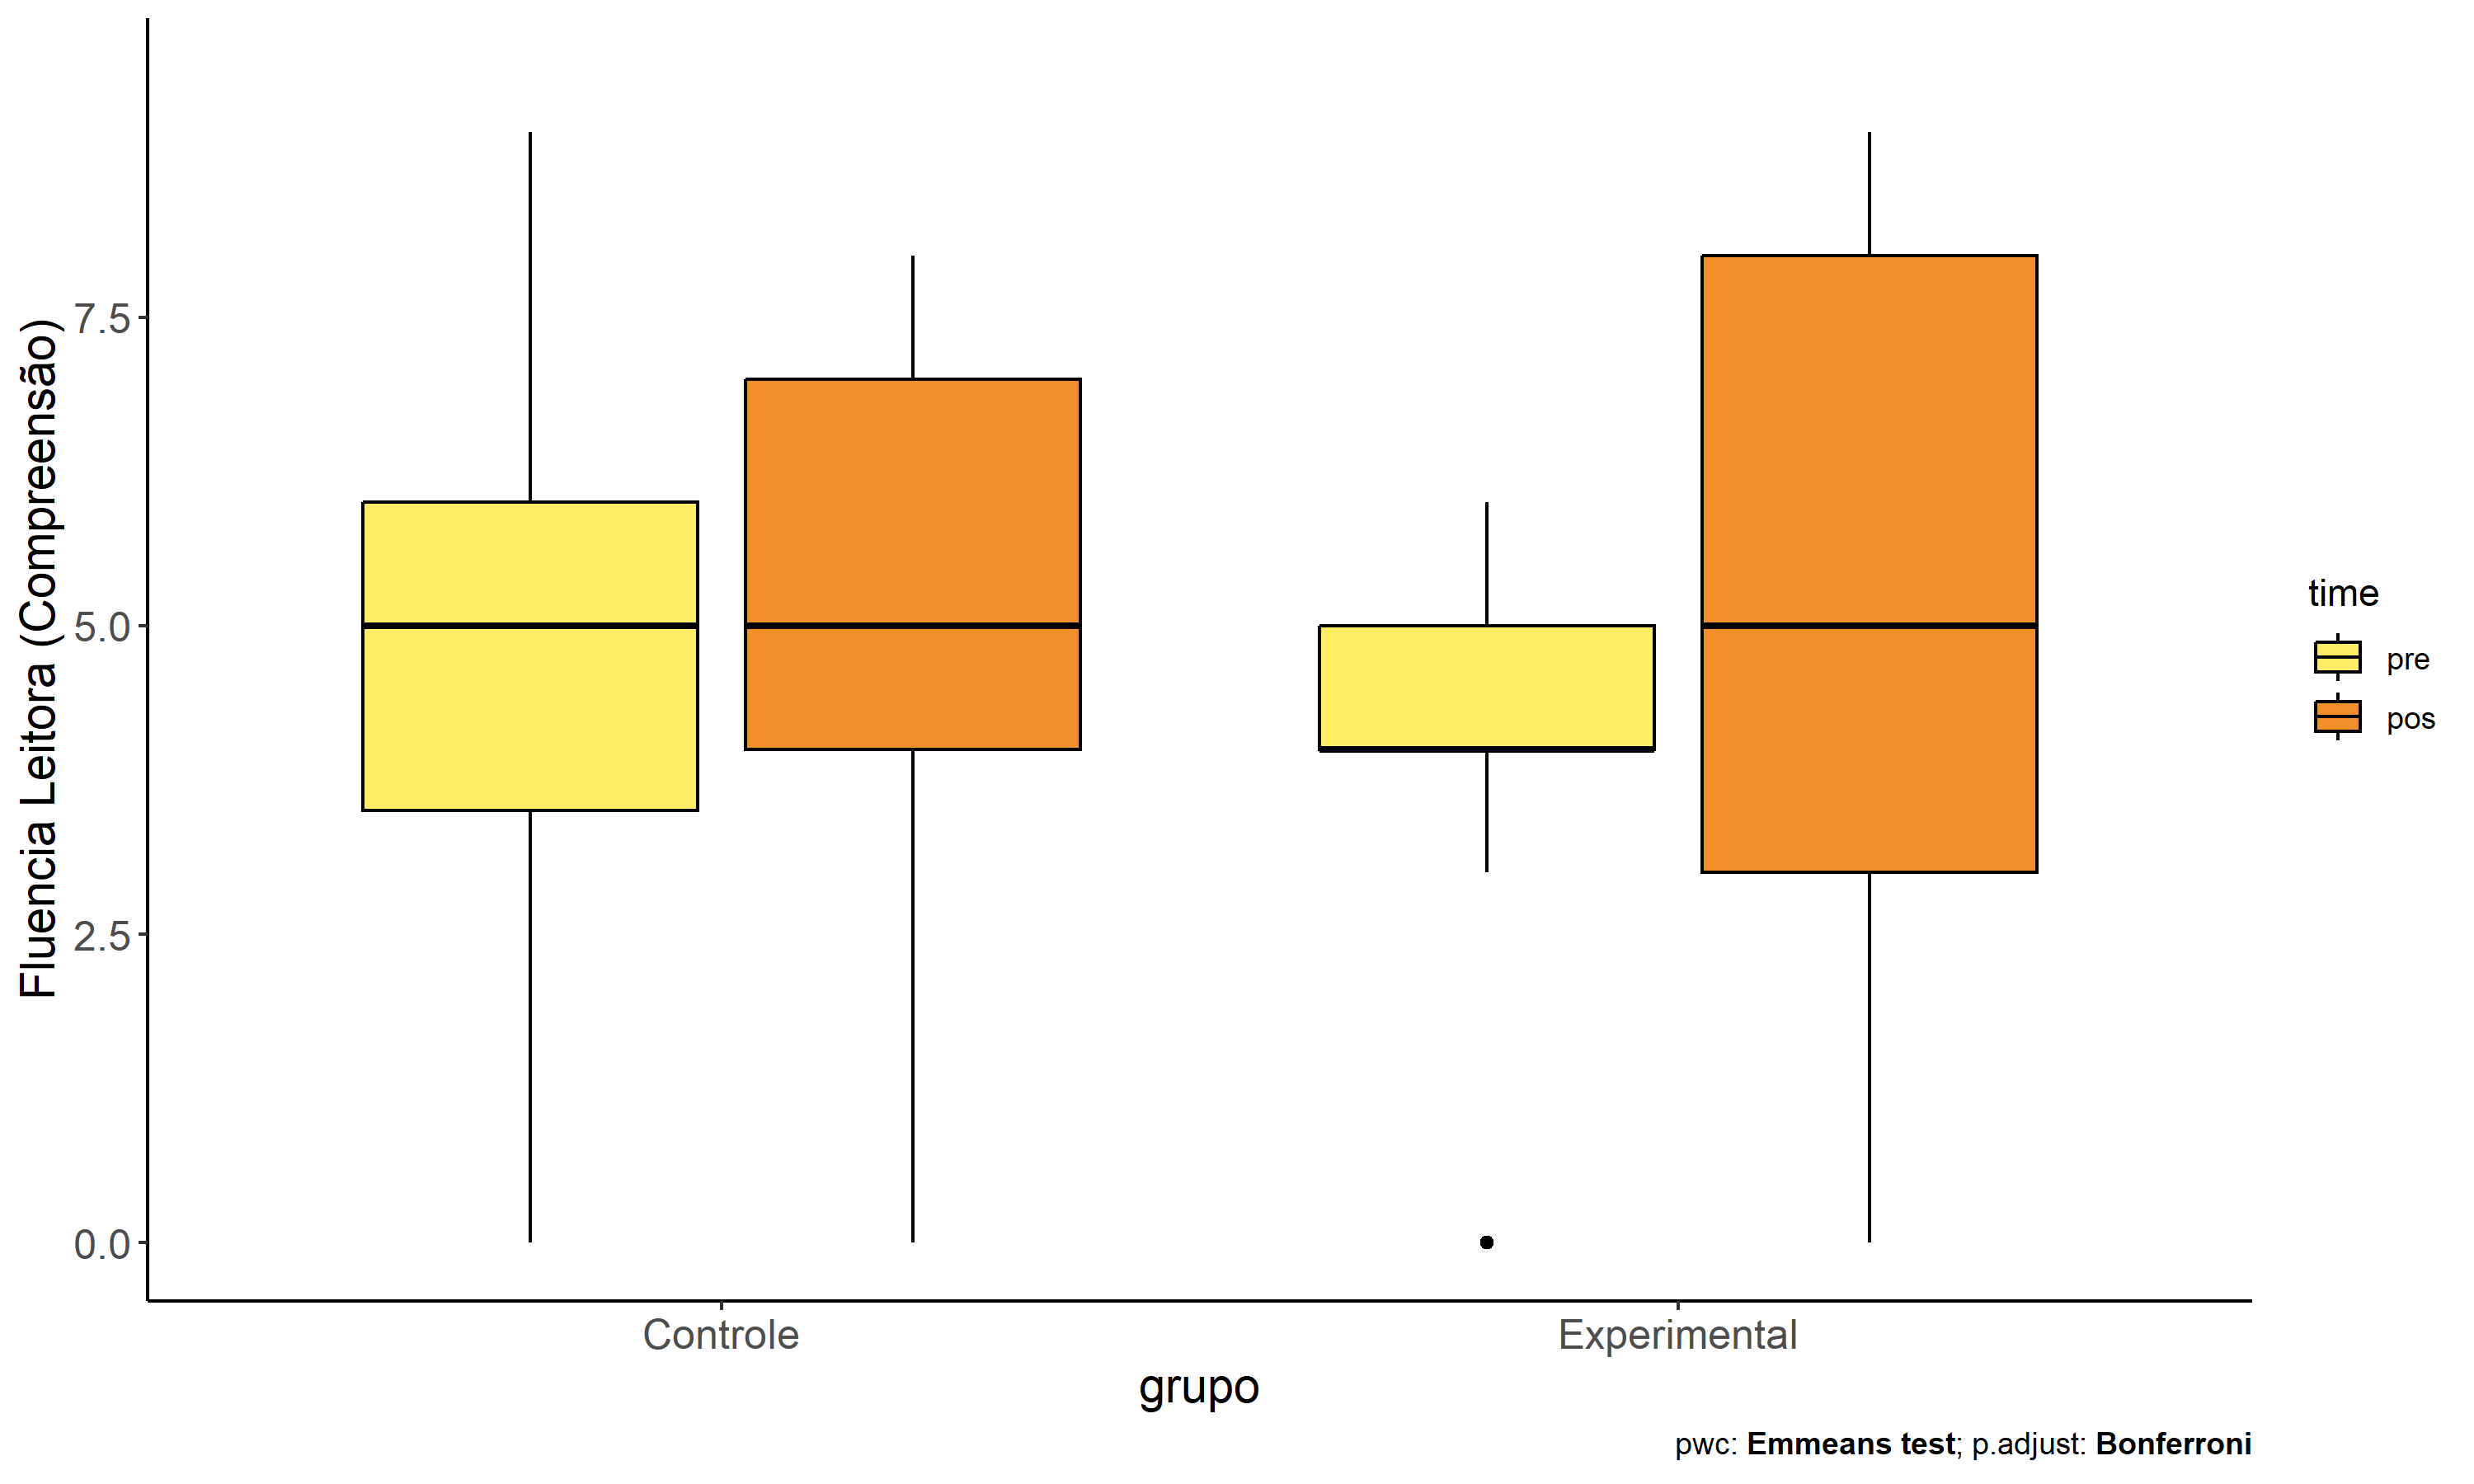 Fluencia Leitora (Compreensão)
7.5
5.0
2.5
0.0
Controle
Experimental
grupo
time
pre
pos
pwc: Emmeans test; p.adjust: Bonferroni